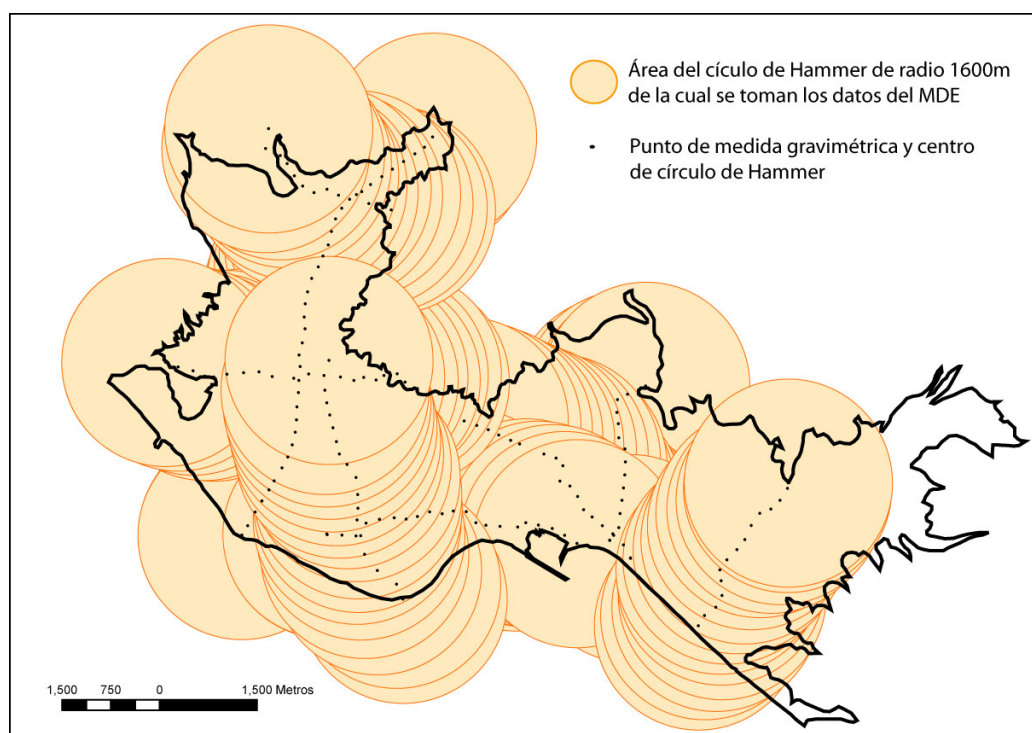 Área del cículo de Hammer de radio 1600m
de la cual se toman los datos del MDE
Punto de medida gravimétrica y centro
de círculo de Hammer
1,500 750 0 1,500 Metros